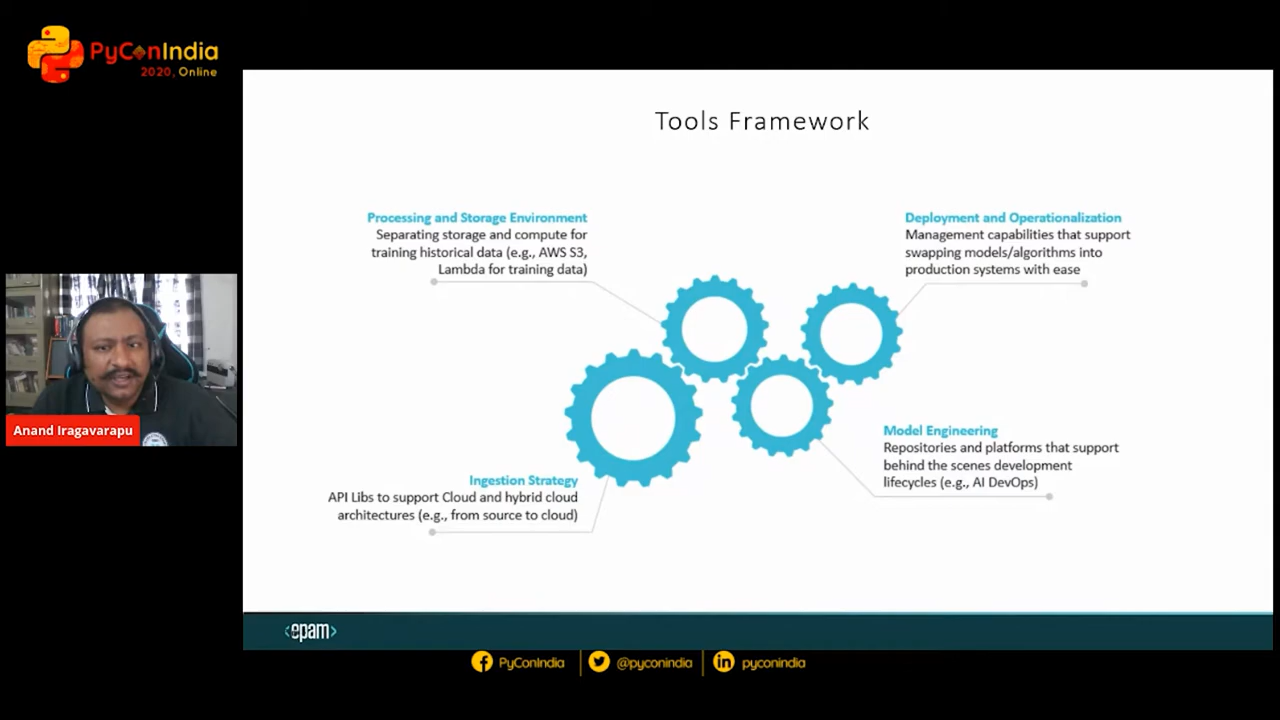 PyConIndia
2020, Online
Tools Framework
Processing and Storage Environment
Separating storage and compute for
training historical data (e.g., AWS S3,
Lambda for training data)
Deployment and Operationalization
Management capabilities that support
swapping models/algorithms into
production systems with ease
Anand Iragavarapu
Model Engineering
Repositories and platforms that support
behind the scenes development
lifecycles (e.g., AI DevOps)
Ingestion Strategy
API Libs to support Cloud and hybrid cloud
architectures (e.g., from source to cloud)
<epam>
PyConIndia
@pyconindia
pyconindia